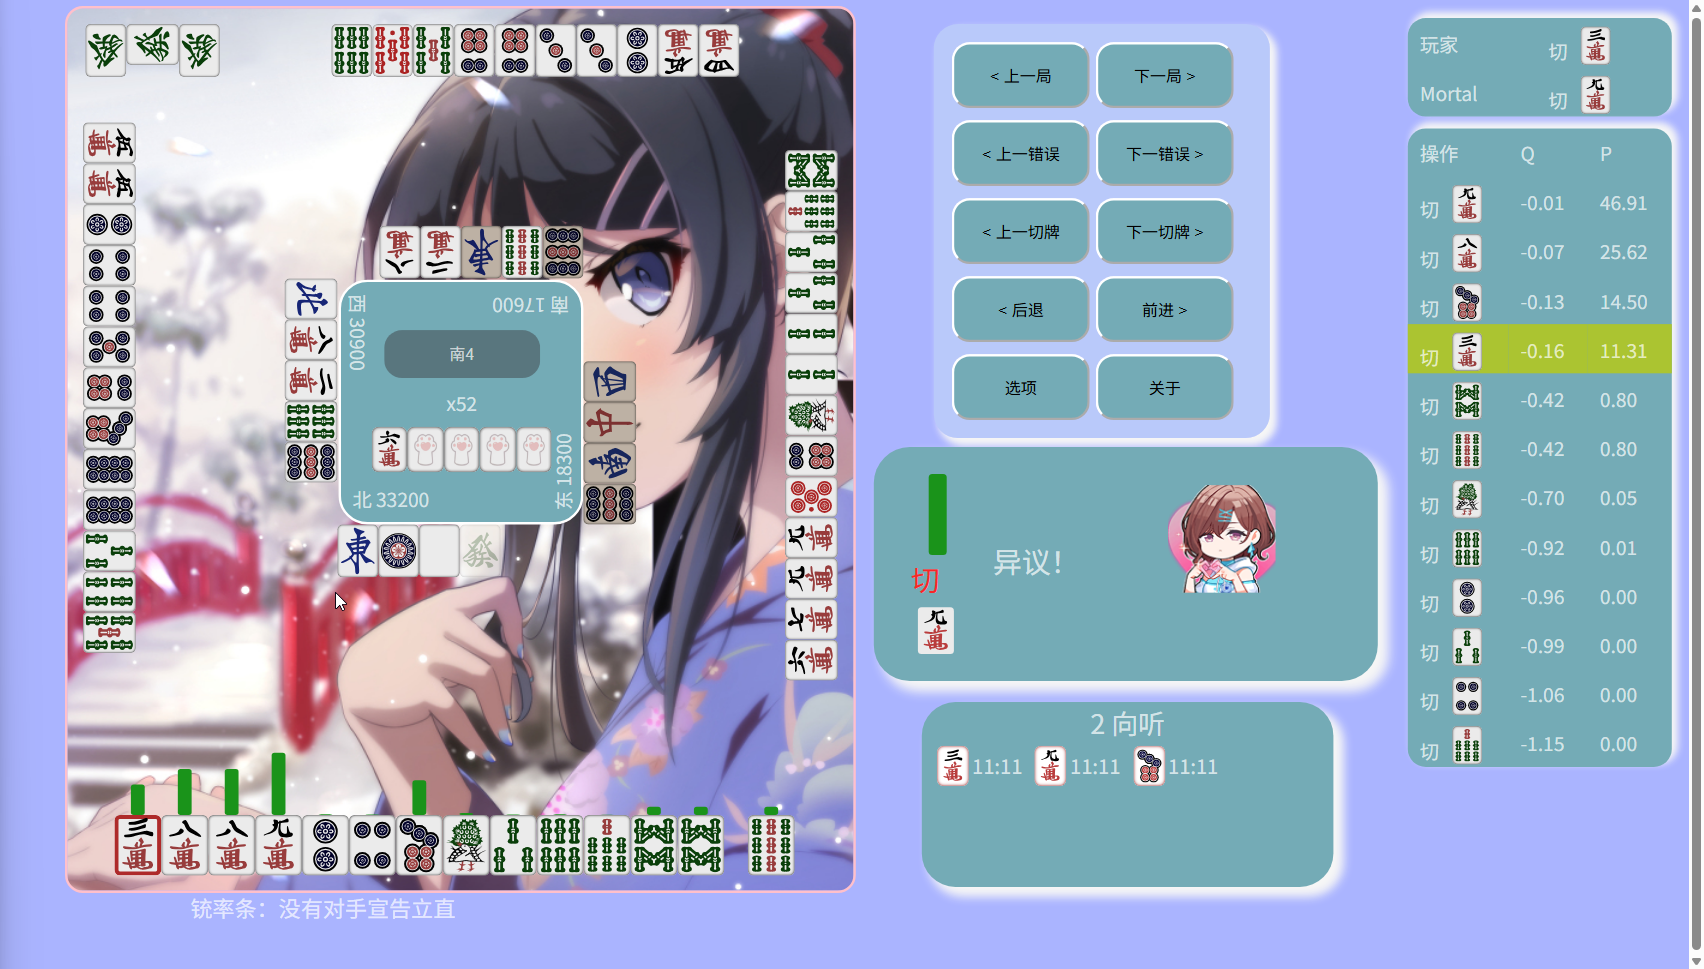 < 上一局
下一局 >
< 上一错误
下一错误 >
< 上一切牌
下一切牌 >
< 后退
前进 >
选项
关于
西 30900
南 17600
南4
x52
北 33200
东 18300
切
异议!
2 向听
11:11 11:11 11:11
铳率条：没有对手宣告立直
玩家 切
Mortal 切
操作 Q P
切 -0.01 46.91
切 -0.07 25.62
切 -0.13 14.50
切 -0.16 11.31
切 -0.42 0.80
切 -0.42 0.80
切 -0.70 0.05
切 -0.92 0.01
切 -0.96 0.00
切 -0.99 0.00
切 -1.06 0.00
切 -1.15 0.00